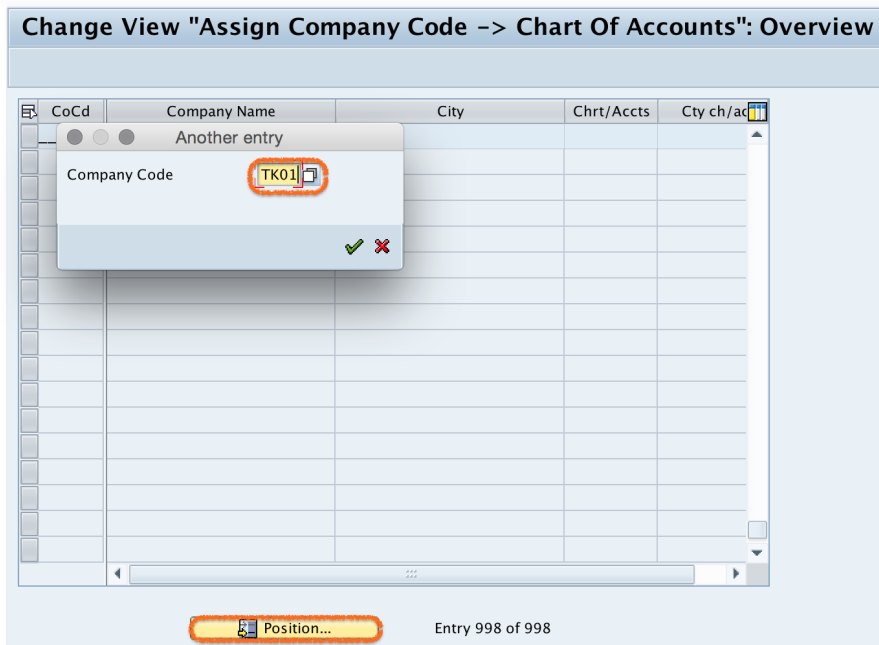 Change View "Assign Company Code -> Chart Of Accounts": Overview
CoCd Company Name City Chrt/Accts Cty ch/ac
Another entry
Company Code TK01
Position... Entry 998 of 998